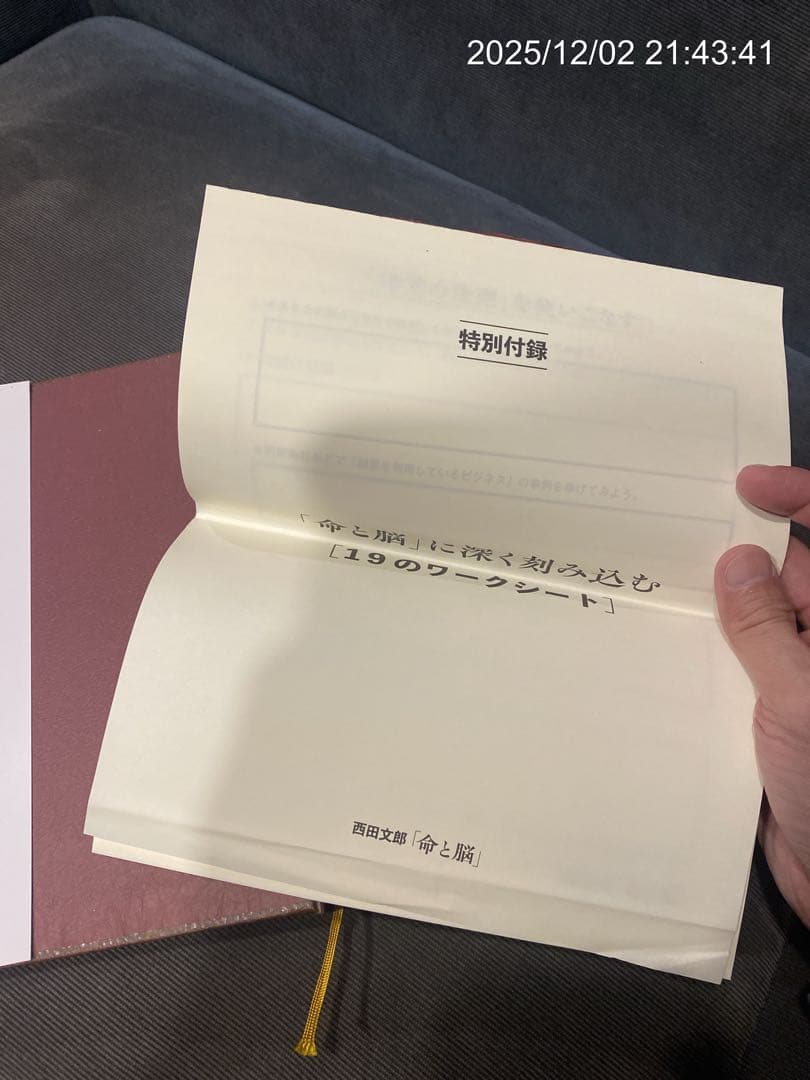 2025/12/02 21:43:41
特別付録
「命と脳」に深く刻み込む
[19のワークシート]
西田文郎「命と脳」